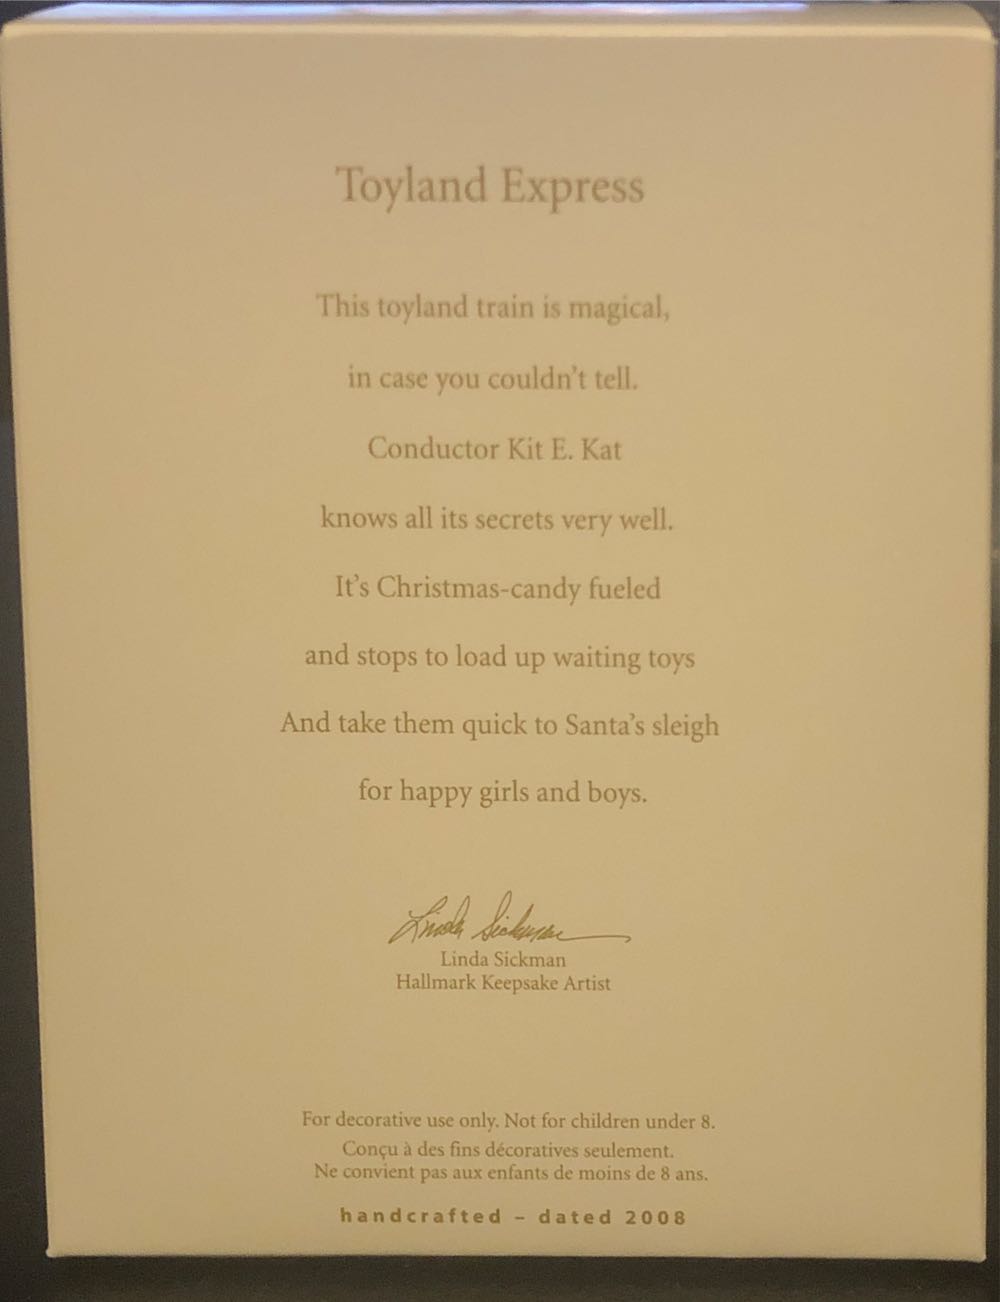 Toyland Express
This toyland train is magical,
in case you couldn't tell.
Conductor Kit E. Kat
knows all its secrets very well.
It's Christmas-candy fueled
and stops to load up waiting toys
And take them quick to Santa's sleigh
for happy girls and boys.
Linda Sickman
Linda Sickman
Hallmark Keepsake Artist
For decorative use only. Not for children under 8.
Conçu à des fins décoratives seulement.
Ne convient pas aux enfants de moins de 8 ans.
handcrafted – dated 2008